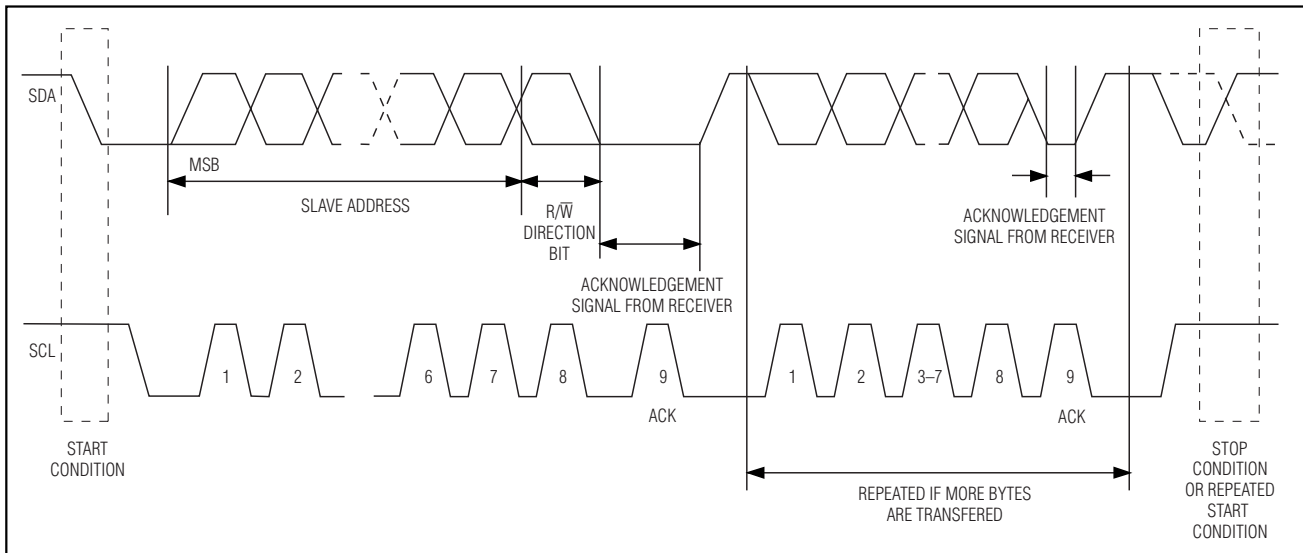 SDA
MSB
SLAVE ADDRESS
R/W̅
DIRECTION
BIT
ACKNOWLEDGEMENT
SIGNAL FROM RECEIVER
ACKNOWLEDGEMENT
SIGNAL FROM RECEIVER
SCL
1 2 6 7 8 9 1 2 3–7 8 9
ACK ACK
START
CONDITION
REPEATED IF MORE BYTES
ARE TRANSFERED
STOP
CONDITION
OR REPEATED
START
CONDITION